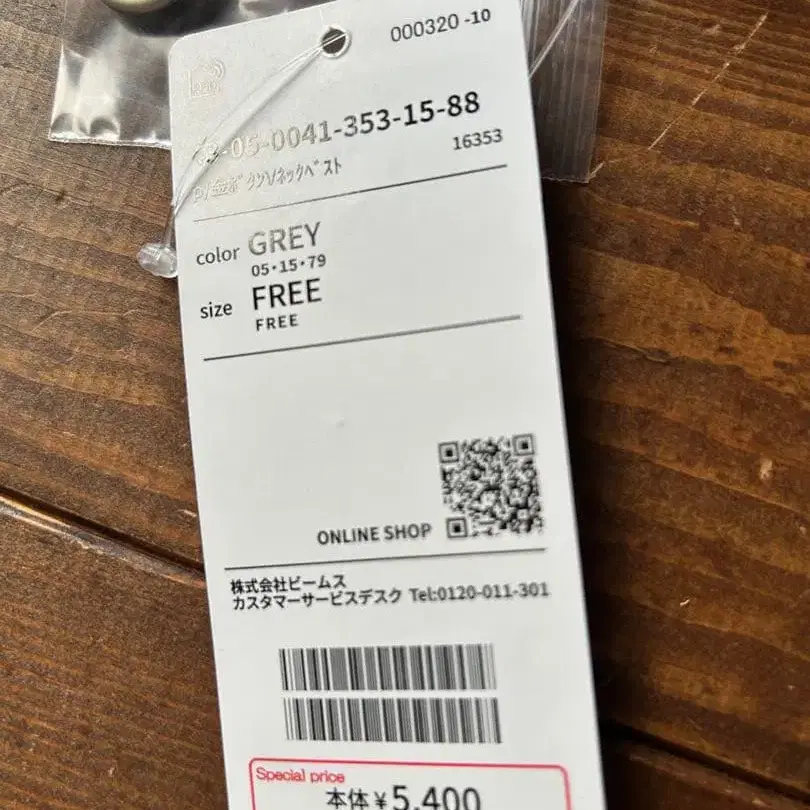 000320 -10
-05-0041-353-15-88
16353
P/金ボタンVネックベスト
color GREY
05・15・79
size FREE
FREE
ONLINE SHOP
株式会社ビームス
カスタマーサービスデスク Tel:0120-011-301
Special price
本体¥5,400